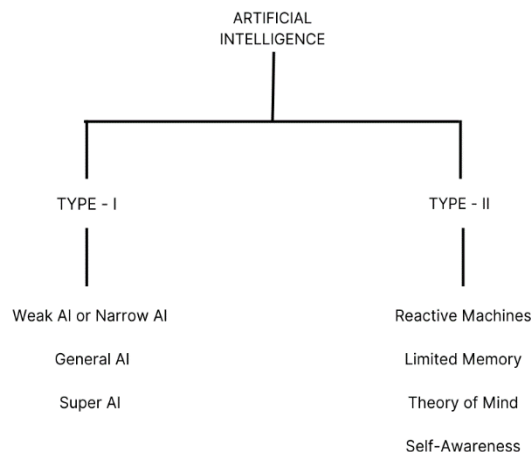 ARTIFICIAL
INTELLIGENCE
TYPE - I
TYPE - II
Weak AI or Narrow AI
General AI
Super AI
Reactive Machines
Limited Memory
Theory of Mind
Self-Awareness